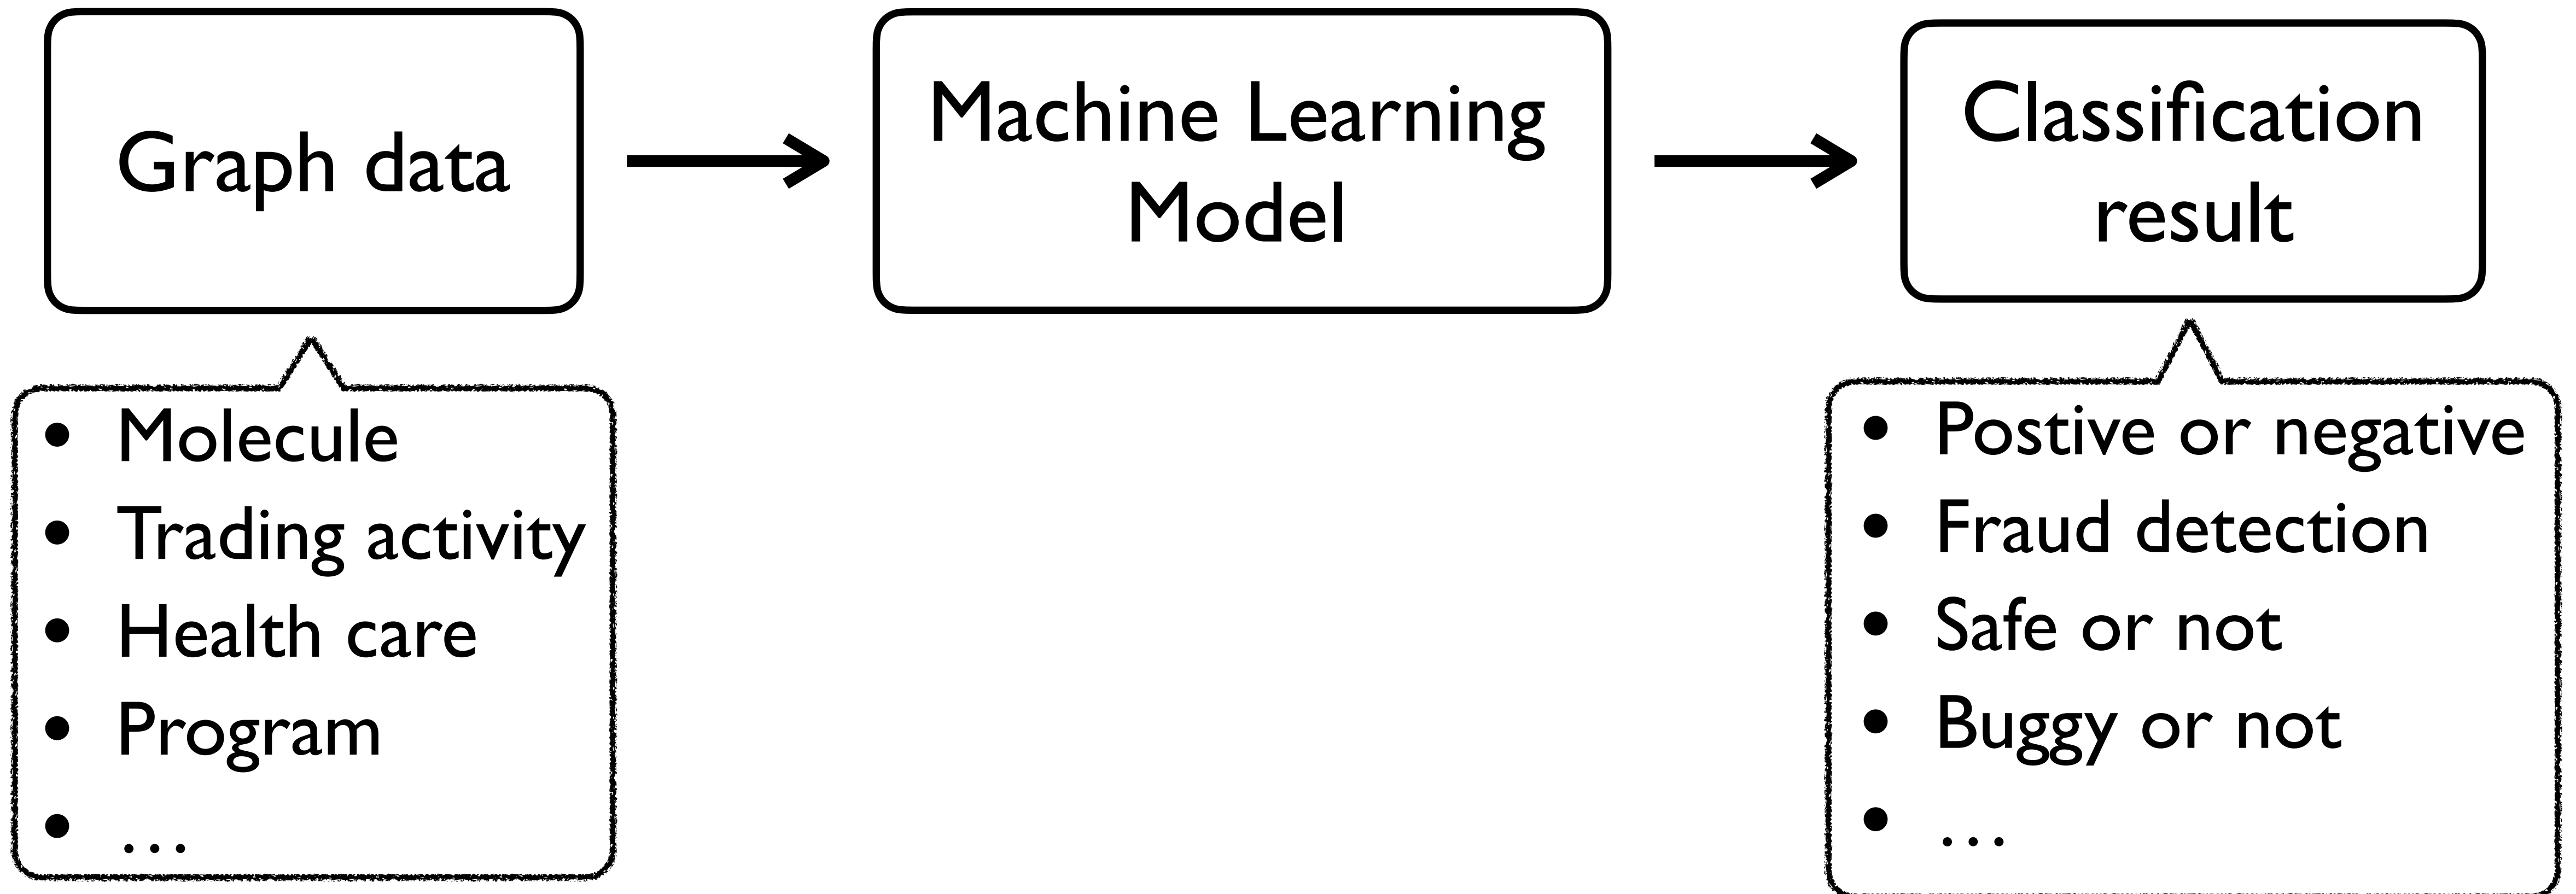 Graph data
Machine Learning
Model
Classification
result
• Molecule
• Trading activity
• Health care
• Program
• ...
• Postive or negative
• Fraud detection
• Safe or not
• Buggy or not
• ...